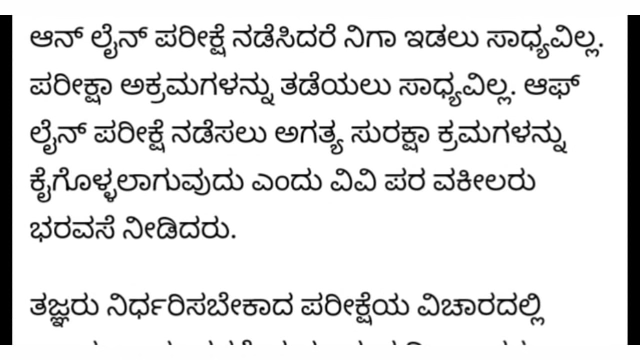 ಆನ್ ಲೈನ್ ಪರೀಕ್ಷೆ ನಡೆಸಿದರೆ ನಿಗಾ ಇಡಲು ಸಾಧ್ಯವಿಲ್ಲ.
ಪರೀಕ್ಷಾ ಅಕ್ರಮಗಳನ್ನು ತಡೆಯಲು ಸಾಧ್ಯವಿಲ್ಲ. ಆಫ್
ಲೈನ್ ಪರೀಕ್ಷೆ ನಡೆಸಲು ಅಗತ್ಯ ಸುರಕ್ಷಾ ಕ್ರಮಗಳನ್ನು
ಕೈಗೊಳ್ಳಲಾಗುವುದು ಎಂದು ವಿವಿ ಪರ ವಕೀಲರು
ಭರವಸೆ ನೀಡಿದರು.
ತಜ್ಞರು ನಿರ್ಧರಿಸಬೇಕಾದ ಪರೀಕ್ಷೆಯ ವಿಚಾರದಲ್ಲಿ